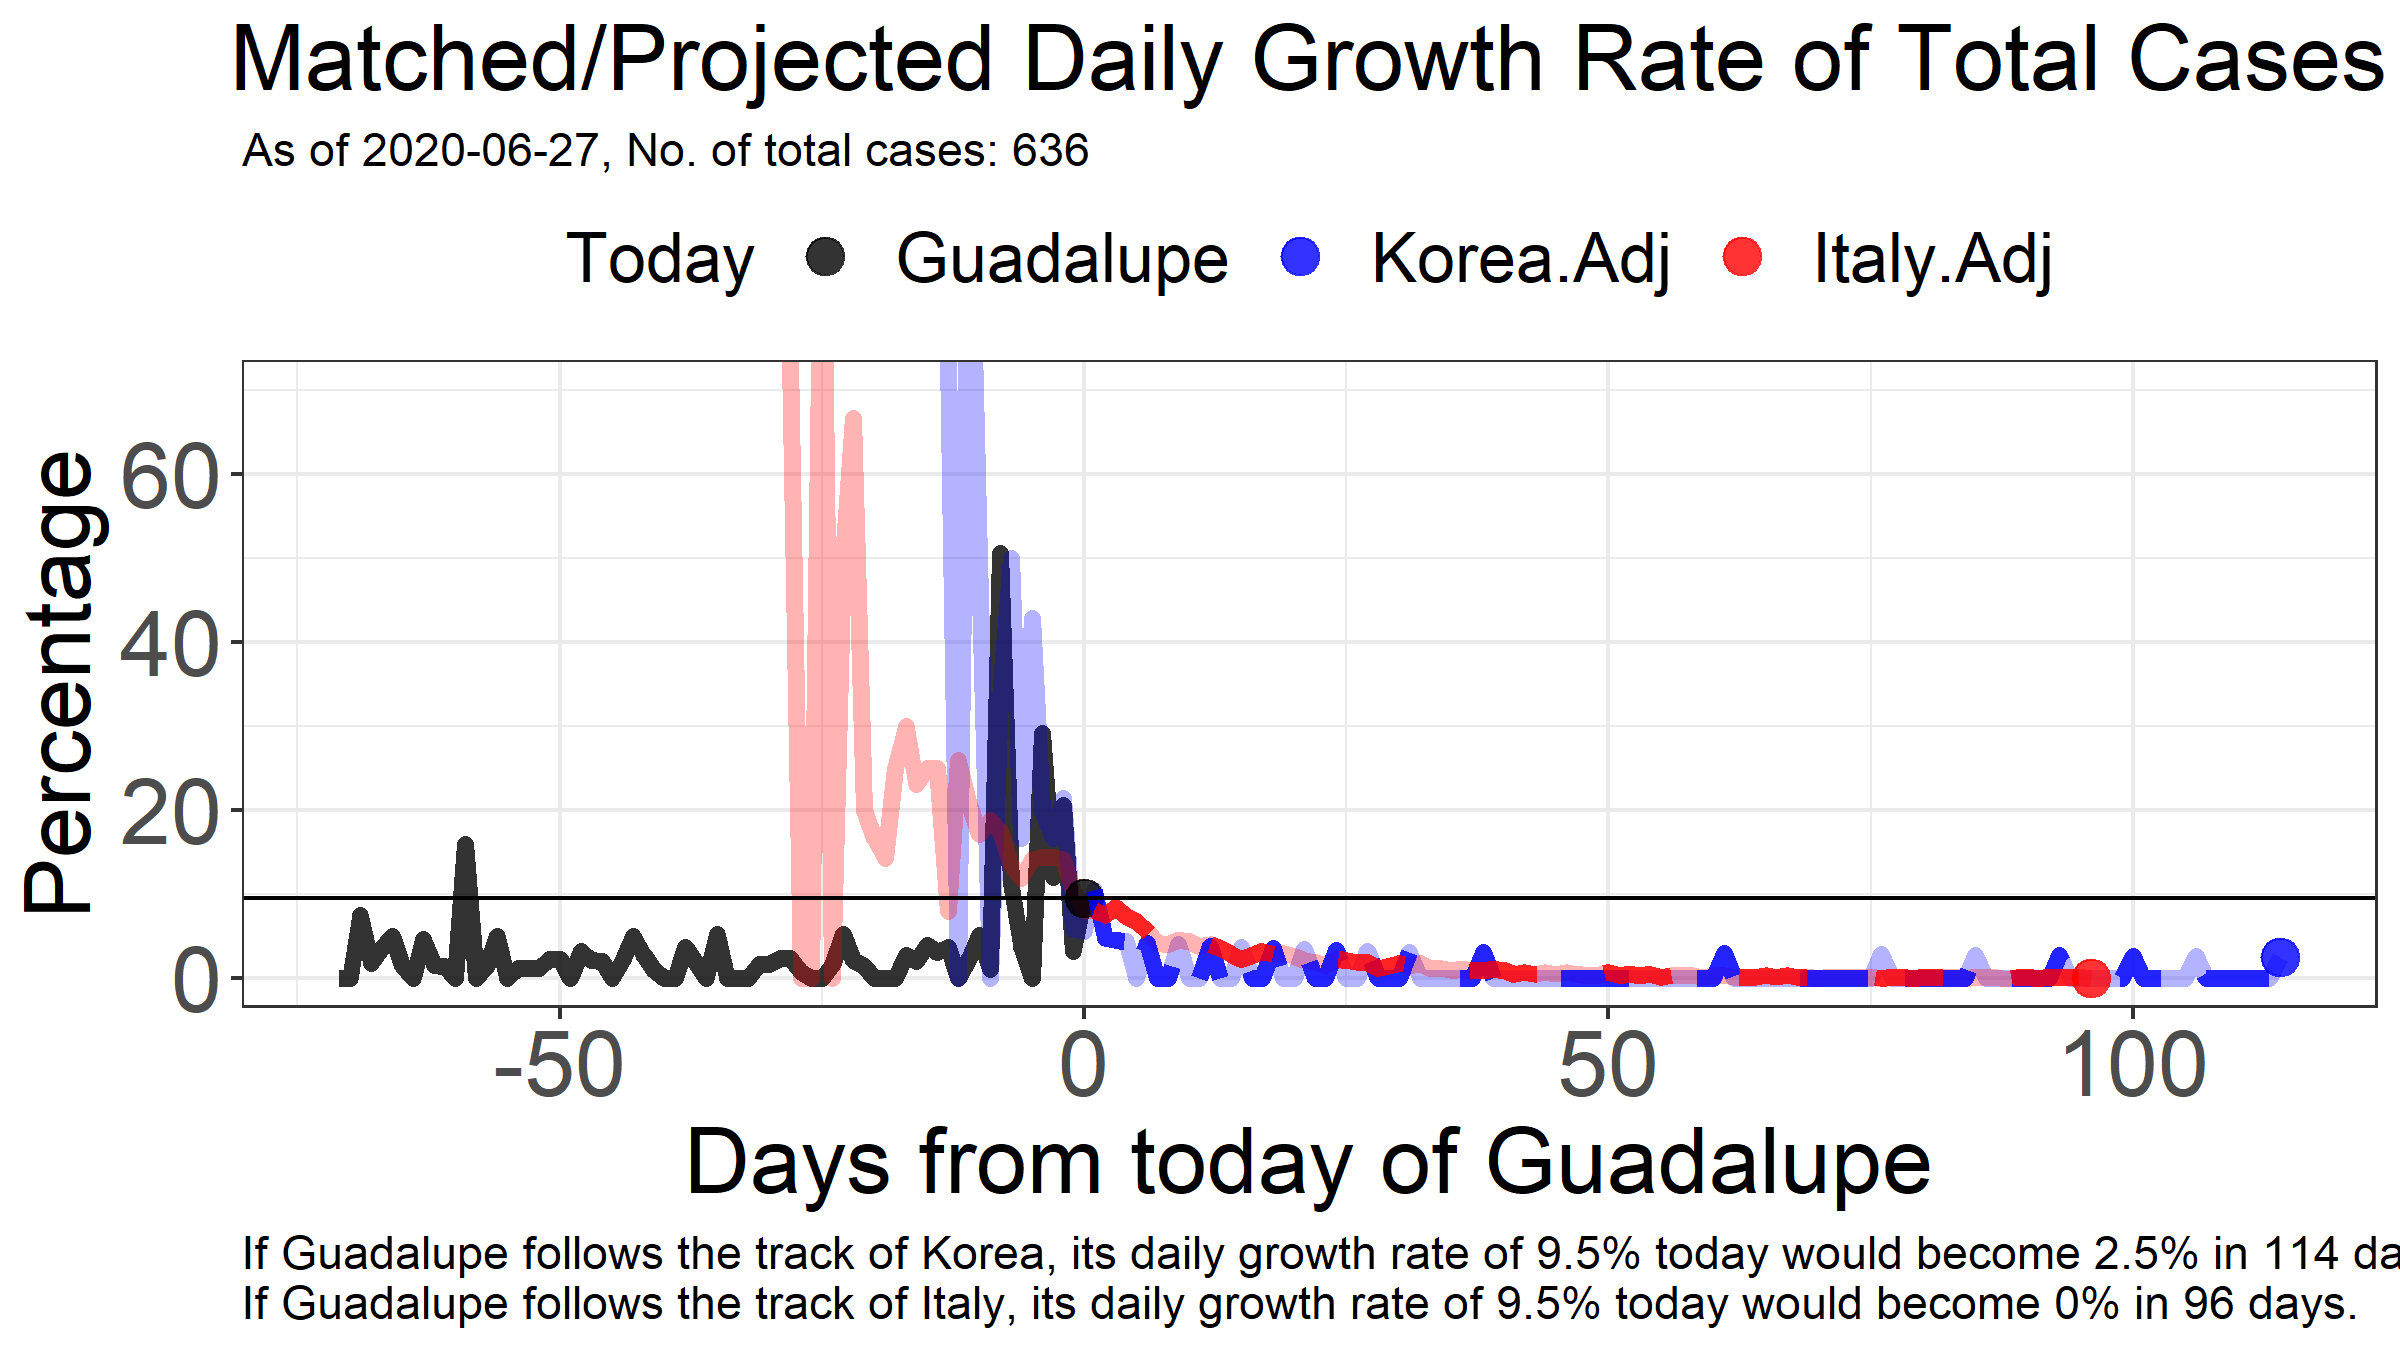 Matched/Projected Daily Growth Rate of Total Cases
As of 2020-06-27, No. of total cases: 636
Today Guadalupe Korea.Adj Italy.Adj
Percentage
60
40
20
0
-50 0 50 100
Days from today of Guadalupe
If Guadalupe follows the track of Korea, its daily growth rate of 9.5% today would become 2.5% in 114 da
If Guadalupe follows the track of Italy, its daily growth rate of 9.5% today would become 0% in 96 days.